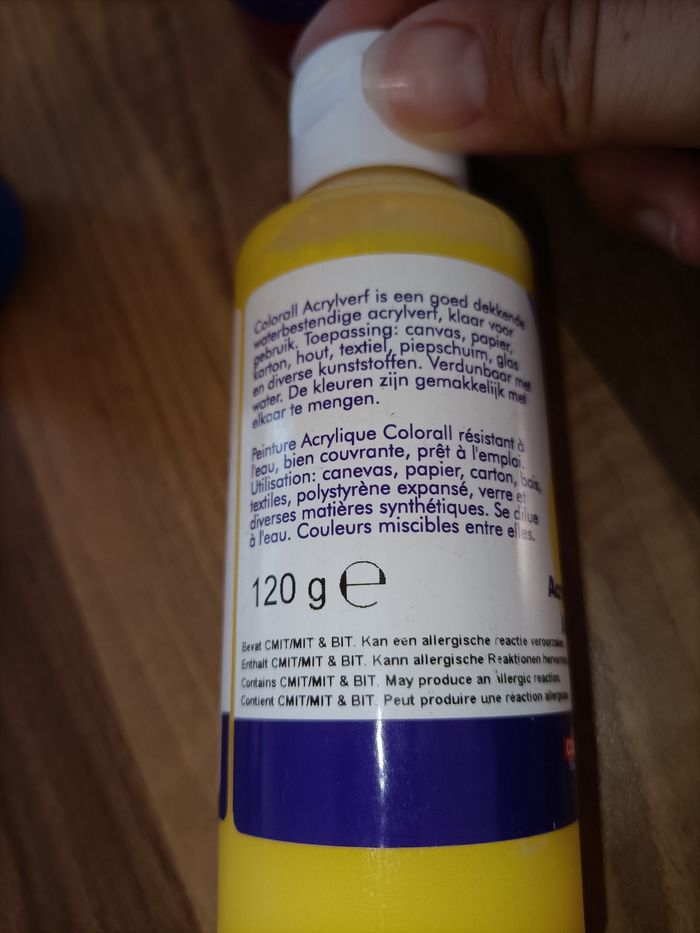 Colorall Acrylverf is een goed dekkende
waterbestendige acrylverf, klaar voor
gebruik. Toepassing: canvas, papier,
karton, hout, textiel, piepschuim, glas
en diverse kunststoffen. Verdunbaar met
water. De kleuren zijn gemakkelijk met
elkaar te mengen.
Peinture Acrylique Colorall résistant à
l'eau, bien couvrante, prêt à l'emploi.
Utilisation: canevas, papier, carton, bois,
textiles, polystyrène expansé, verre et
diverses matières synthétiques. Se dilue
à l'eau. Couleurs miscibles entre elles.
120 g ℮
Bevat CMIT/MIT & BIT. Kan een allergische reactie
Enthalt CMIT/MIT & BIT. Kann allergische Reaktionen
Contains CMIT/MIT & BIT. May produce an allergic reaction.
Contient CMIT/MIT & BIT. Peut produire une réaction